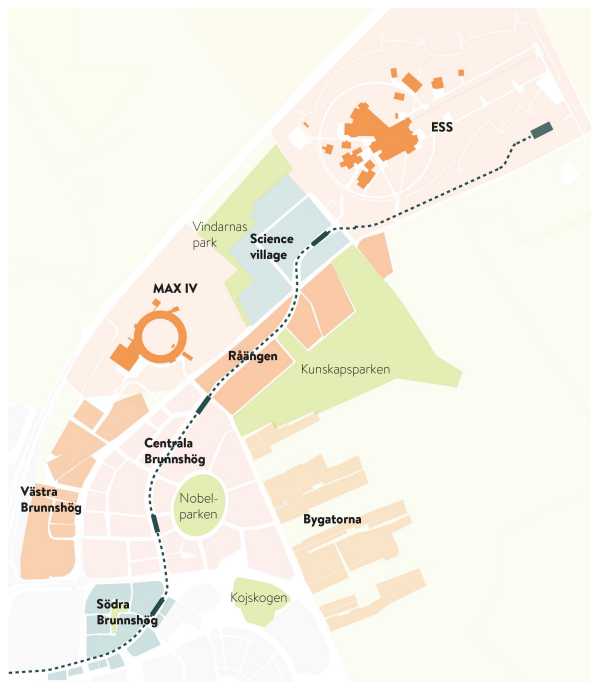 ESS
Vindarnas
park
Science
village
MAX IV
Råängen
Kunskapsparken
Centrala
Brunnshög
Västra
Brunnshög
Nobel-
parken
Bygatorna
Södra
Brunnshög
Kojskogen